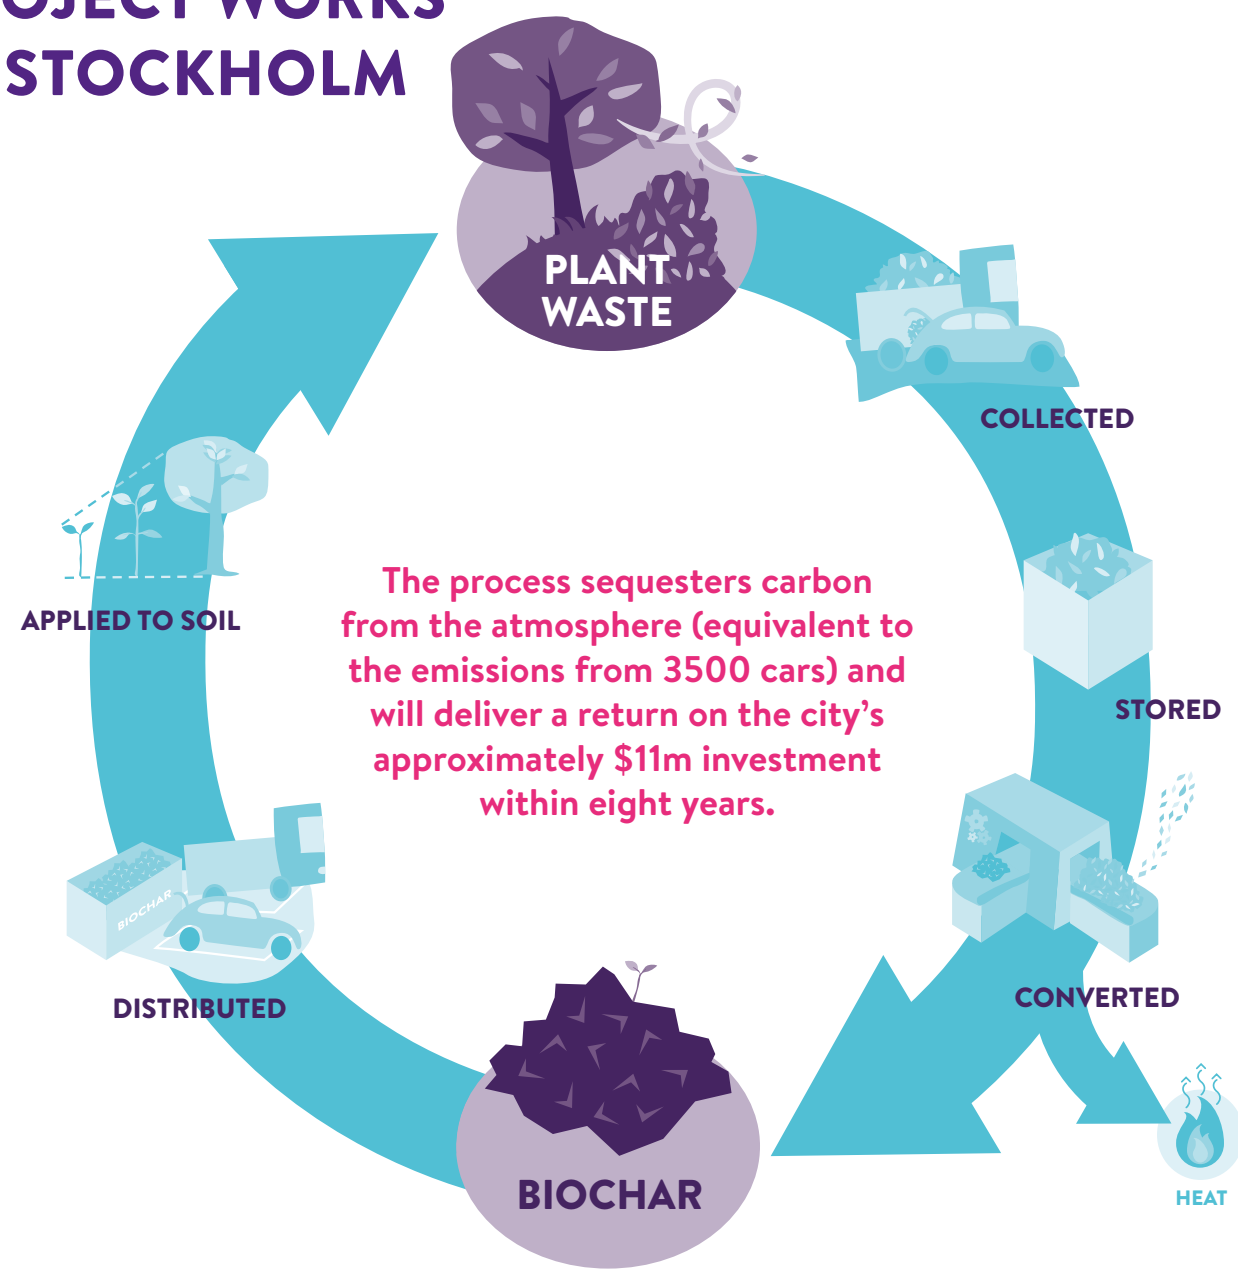 OJECT WORKS
STOCKHOLM
PLANT
WASTE
COLLECTED
STORED
CONVERTED
HEAT
BIOCHAR
DISTRIBUTED
BIOCHAR
APPLIED TO SOIL
The process sequesters carbon
from the atmosphere (equivalent to
the emissions from 3500 cars) and
will deliver a return on the city’s
approximately $11m investment
within eight years.